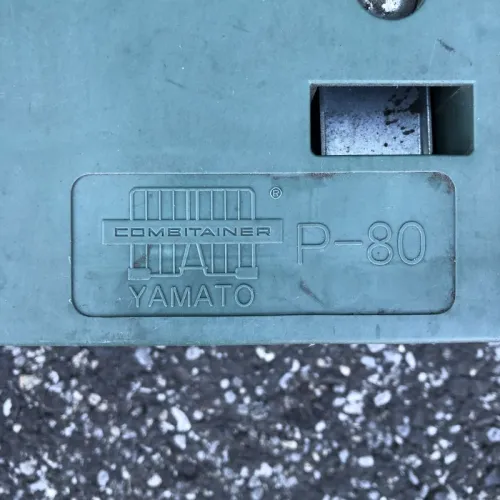 COMBITAINER ®
YAMATO
P-80